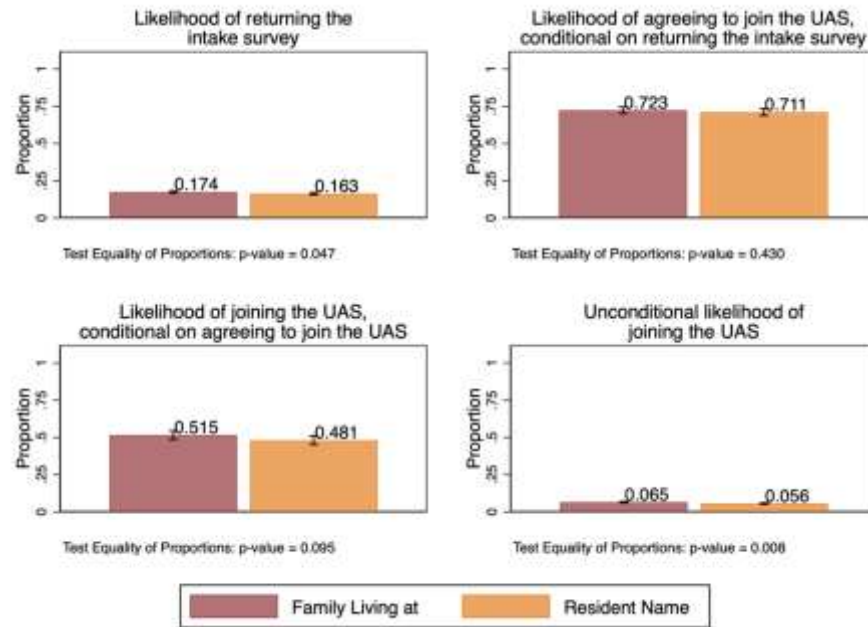 Likelihood of returning the
intake survey
Proportion
1
.75
.5
.25
0
0.174
0.163
Test Equality of Proportions: p-value = 0.047
Likelihood of agreeing to join the UAS,
conditional on returning the intake survey
Proportion
1
.75
.5
.25
0
0.723
0.711
Test Equality of Proportions: p-value = 0.430
Likelihood of joining the UAS,
conditional on agreeing to join the UAS
Proportion
1
.75
.5
.25
0
0.515
0.481
Test Equality of Proportions: p-value = 0.095
Unconditional likelihood of
joining the UAS
Proportion
1
.75
.5
.25
0
0.065
0.056
Test Equality of Proportions: p-value = 0.008
Family Living at
Resident Name